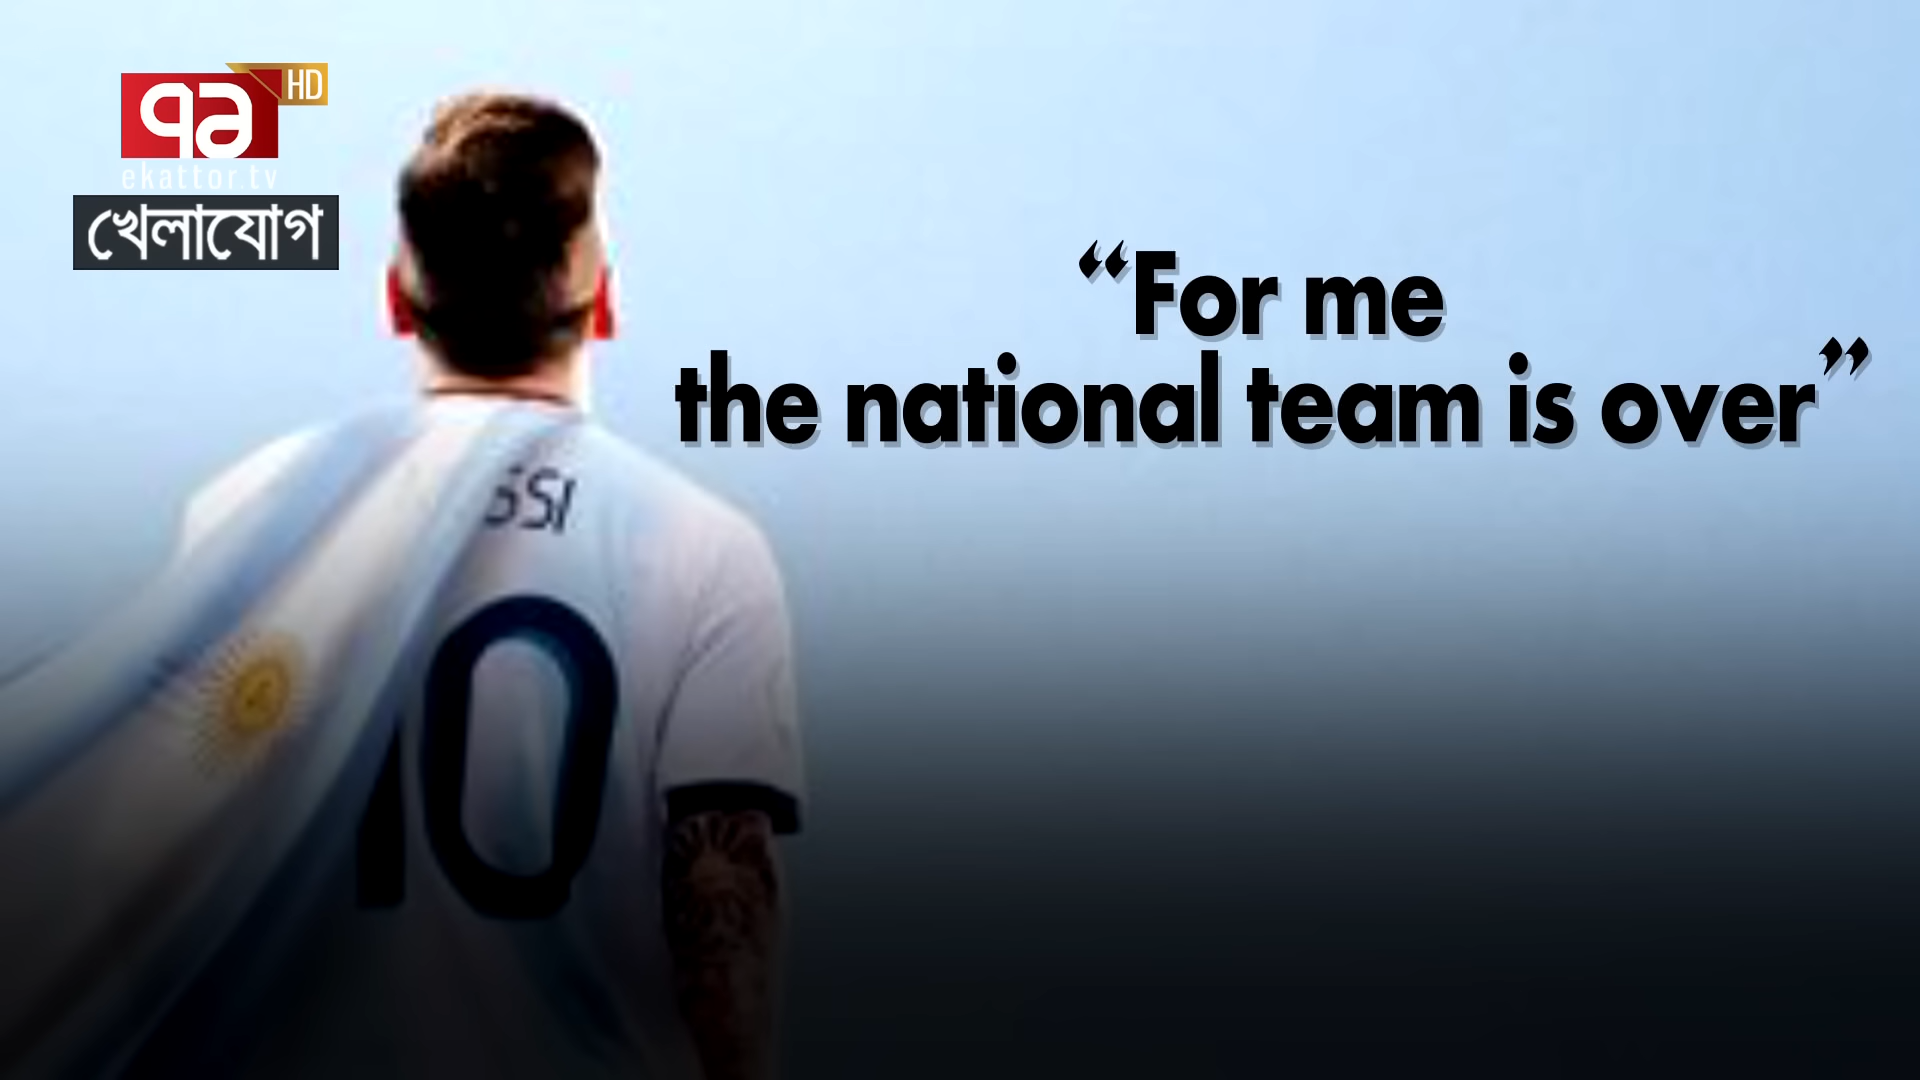 ৭১
HD
ekattor.tv
খেলাযোগ
“For me
the national team is over”
SSI
10